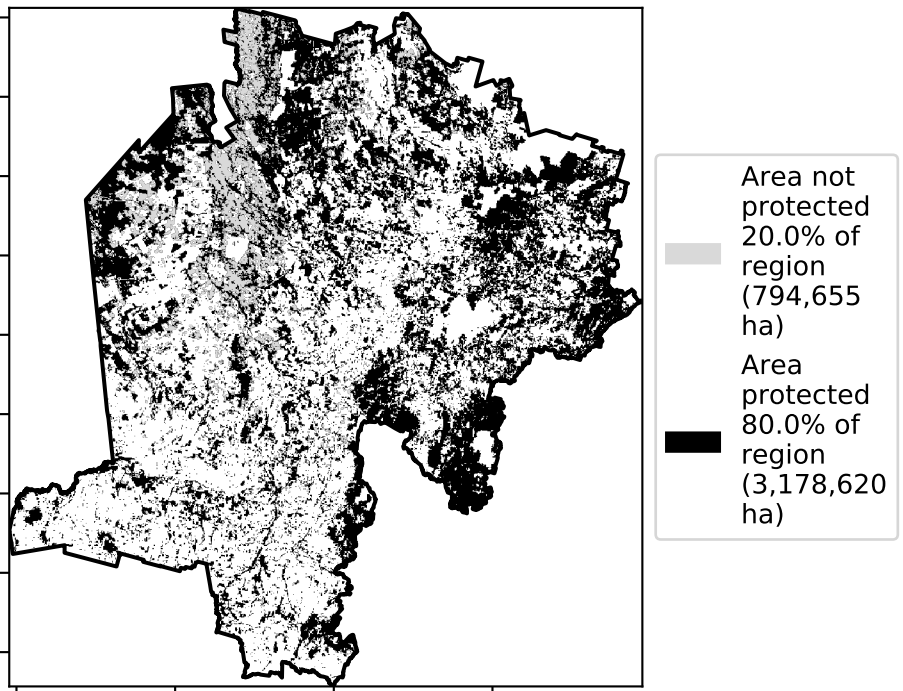 Area not
protected
20.0% of
region
(794,655
ha)
Area
protected
80.0% of
region
(3,178,620
ha)